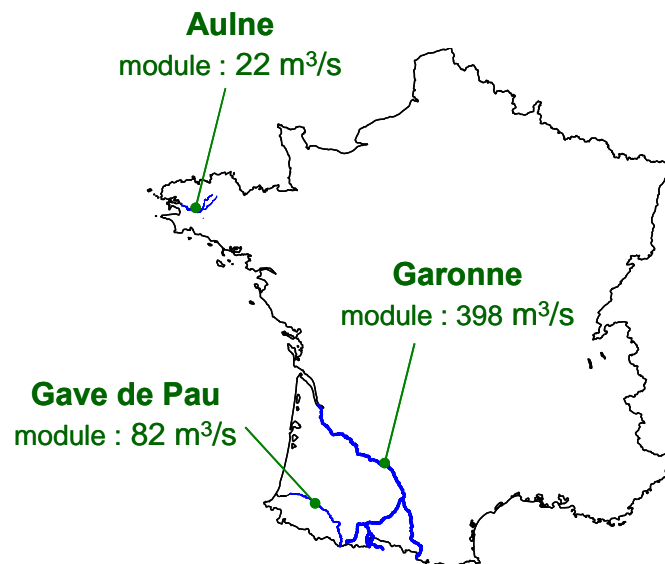 Aulne
module : 22 m³/s
Garonne
module : 398 m³/s
Gave de Pau
module : 82 m³/s